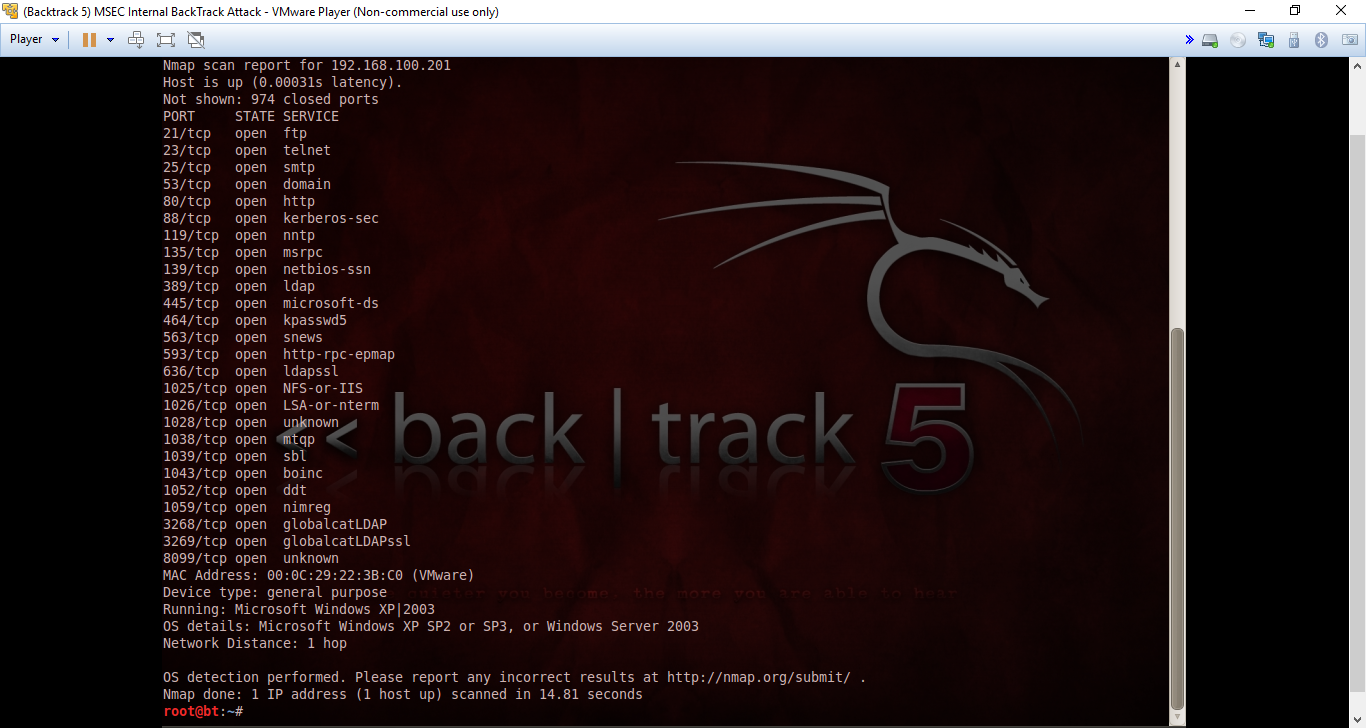 (Backtrack 5) MSEC Internal BackTrack Attack - VMware Player (Non-commercial use only)
Player
Nmap scan report for 192.168.100.201
Host is up (0.00031s latency).
Not shown: 974 closed ports
PORT     STATE SERVICE
21/tcp   open  ftp
23/tcp   open  telnet
25/tcp   open  smtp
53/tcp   open  domain
80/tcp   open  http
88/tcp   open  kerberos-sec
119/tcp  open  nntp
135/tcp  open  msrpc
139/tcp  open  netbios-ssn
389/tcp  open  ldap
445/tcp  open  microsoft-ds
464/tcp  open  kpasswd5
563/tcp  open  snews
593/tcp  open  http-rpc-epmap
636/tcp  open  ldapssl
1025/tcp open  NFS-or-IIS
1026/tcp open  LSA-or-nterm
1028/tcp open  unknown
1038/tcp open  mtqp
1039/tcp open  sbl
1043/tcp open  boinc
1052/tcp open  ddt
1059/tcp open  nimreg
3268/tcp open  globalcatLDAP
3269/tcp open  globalcatLDAPssl
8099/tcp open  unknown
MAC Address: 00:0C:29:22:3B:C0 (VMware)
Device type: general purpose
Running: Microsoft Windows XP|2003
OS details: Microsoft Windows XP SP2 or SP3, or Windows Server 2003
Network Distance: 1 hop
OS detection performed. Please report any incorrect results at http://nmap.org/submit/ .
Nmap done: 1 IP address (1 host up) scanned in 14.81 seconds
root@bt:~#
<< back | track 5
you become, the more you are able to hear